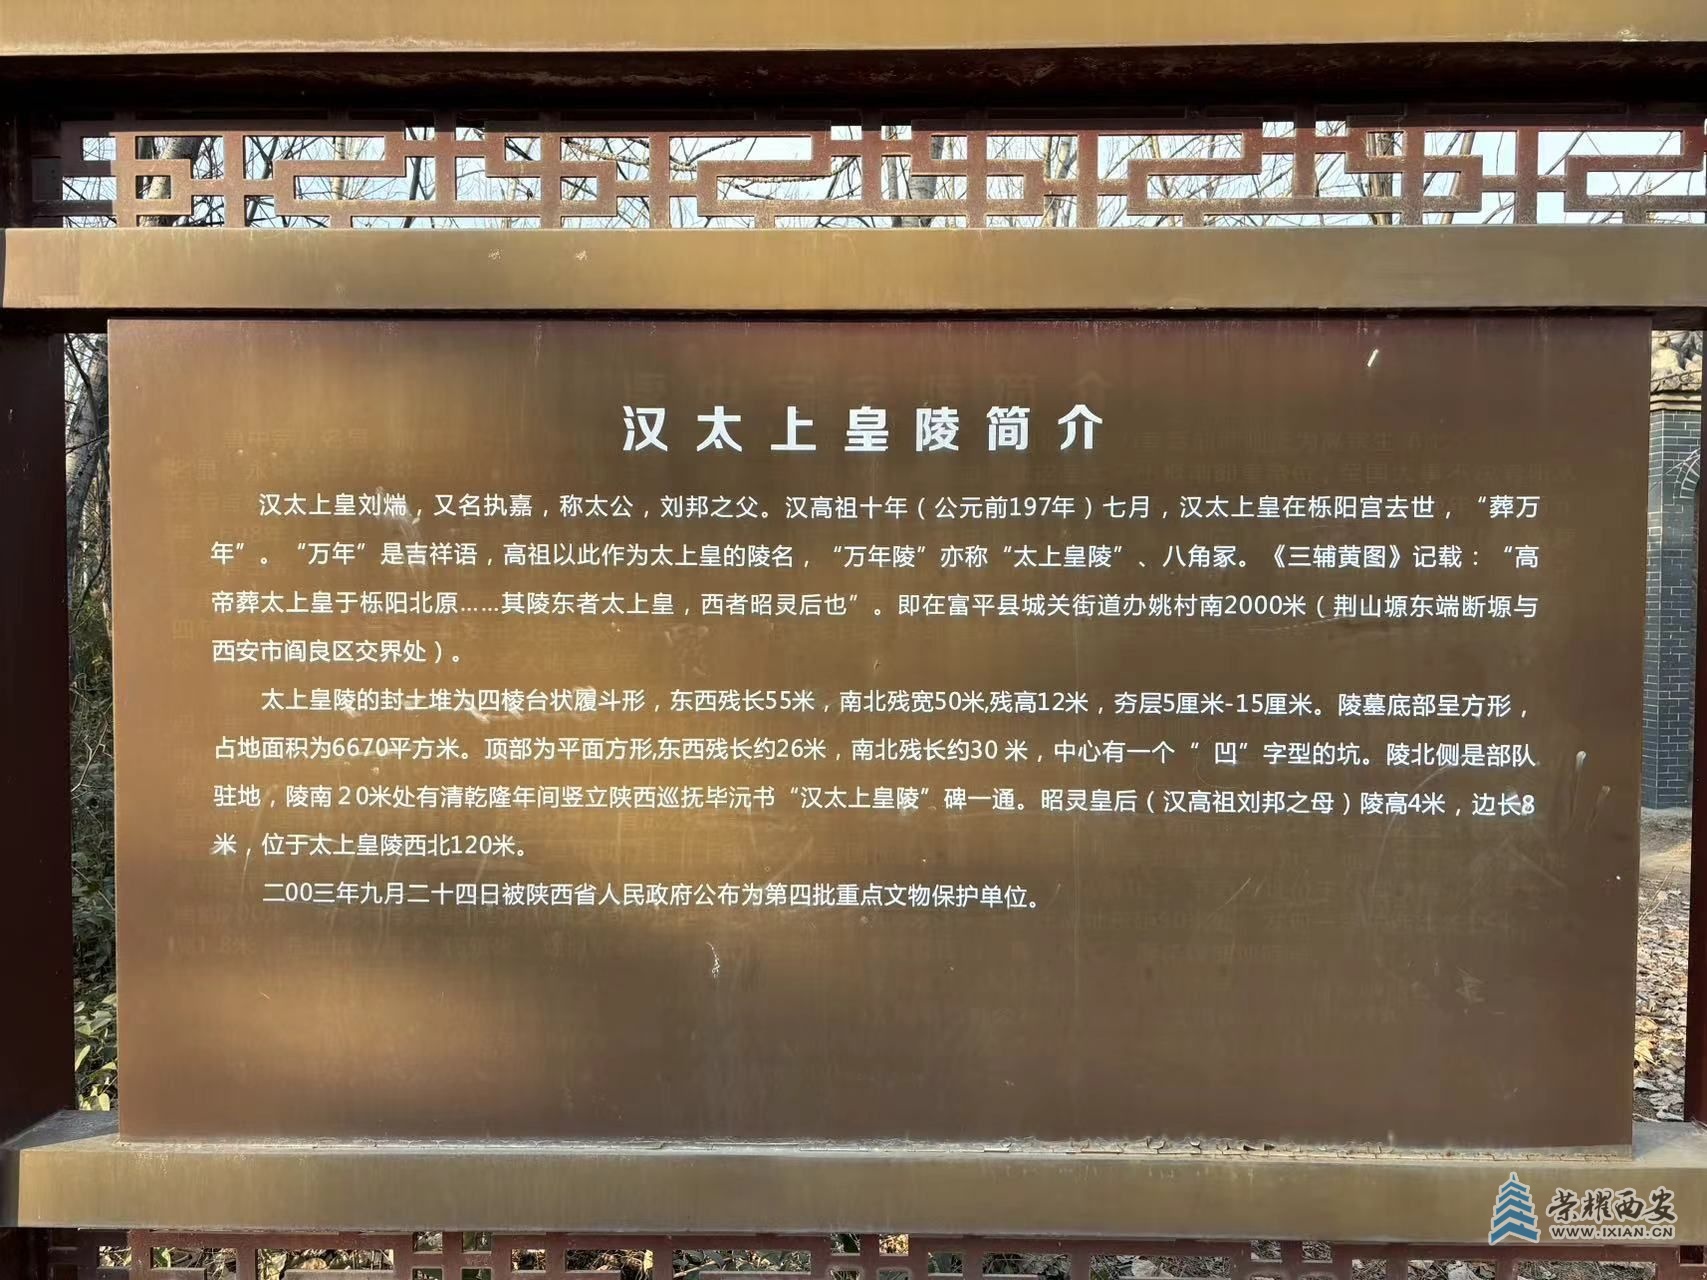 汉太上皇陵简介
汉太上皇刘煓，又名执嘉，称太公，刘邦之父。汉高祖十年（公元前197年）七月，汉太上皇在栎阳宫去世，“葬万
年”。“万年”是吉祥语，高祖以此作为太上皇的陵名，“万年陵”亦称“太上皇陵”、八角冢。《三辅黄图》记载：“高
帝葬太上皇于栎阳北原……其陵东者太上皇，西者昭灵后也”。即在富平县城关街道办姚村南2000米（荆山塬东端断塬与
西安市阎良区交界处）。
太上皇陵的封土堆为四棱台状履斗形，东西残长55米，南北残宽50米,残高12米，夯层5厘米-15厘米。陵墓底部呈方形，
占地面积为6670平方米。顶部为平面方形,东西残长约26米，南北残长约30 米，中心有一个“ 凹”字型的坑。陵北侧是部队
驻地，陵南20米处有清乾隆年间竖立陕西巡抚毕沅书“汉太上皇陵”碑一通。昭灵皇后（汉高祖刘邦之母）陵高4米，边长8
米，位于太上皇陵西北120米。
二00三年九月二十四日被陕西省人民政府公布为第四批重点文物保护单位。
荣耀西安
WWW.IXIAN.CN